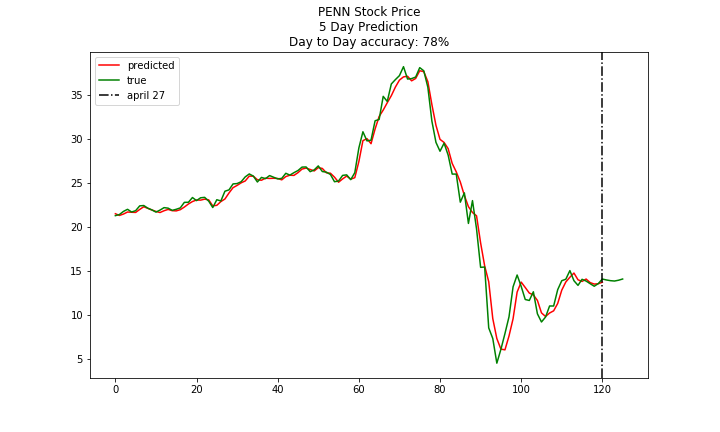 PENN Stock Price
5 Day Prediction
Day to Day accuracy: 78%
predicted
true
april 27
35
30
25
20
15
10
5
0 20 40 60 80 100 120